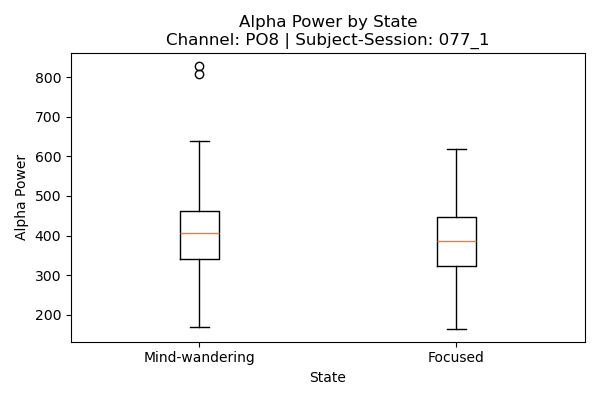 Alpha Power by State
Channel: PO8 | Subject-Session: 077_1
800
700
600
500
400
300
200
Alpha Power
Mind-wandering
Focused
State